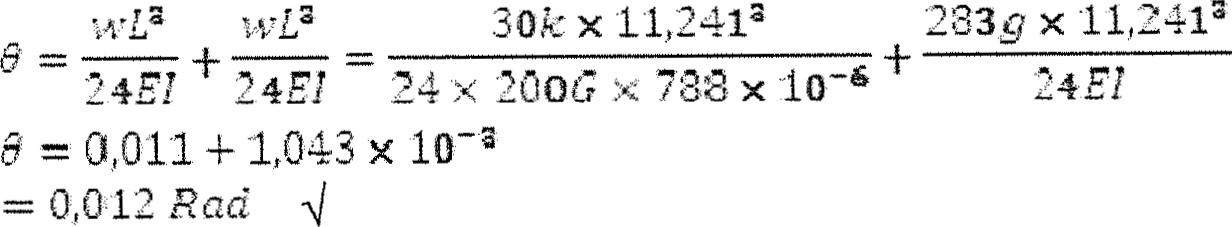 θ = wL³/24EI + wL³/24EI = 30k × 11,241³/24 × 200G × 788 × 10⁻⁶ + 283g × 11,241³/24EI
θ = 0,011 + 1,043 × 10⁻³
= 0,012 Rad √